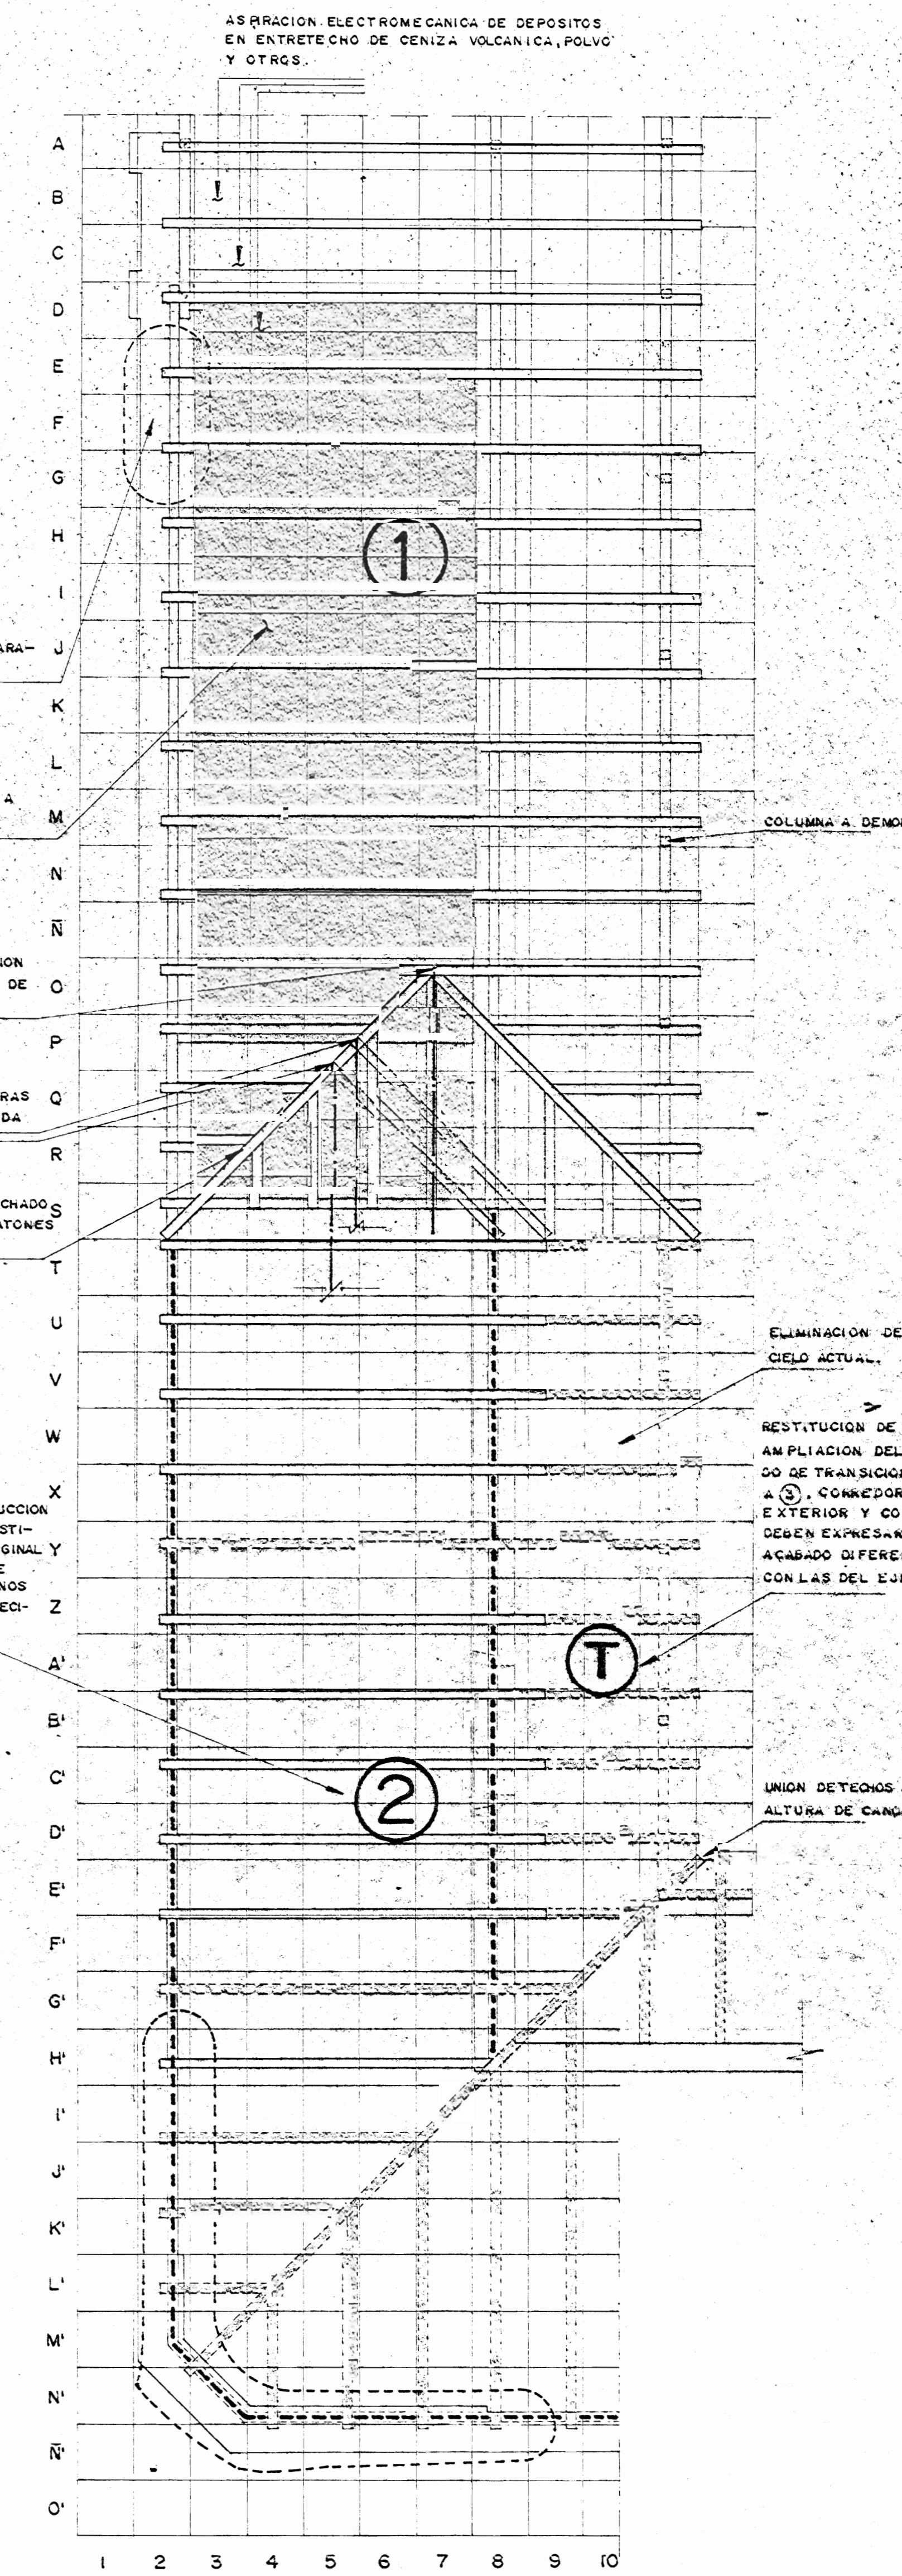 ASPIRACION ELECTROMECANICA DE DEPOSITOS
EN ENTRETECHO DE CENIZA VOLCANICA, POLVO
Y OTROS.
A
B
C
D
E
F
G
H
I
J
K
L
M
N
Ñ
O
P
Q
R
S
T
U
V
W
X
Y
Z
A'
B'
C'
D'
E'
F'
G'
H'
I'
J'
K'
L'
M'
N'
Ñ'
O'
1
ARA-
A
COLUMNA A DEMO
ION
DE
RAS
DA
CHADO
ATONES
ELIMINACION DE
CIELO ACTUAL.
RESTITUCION DE
AMPLIACION DEL
DO DE TRANSICIO
A 3. CORREDOR
EXTERIOR Y CO
DEBEN EXPRESAR
ACABADO DIFERE
CON LAS DEL EJ
UCCION
STI-
GINAL
E
NOS
ECI-
T
2
UNION DE TECHOS
ALTURA DE CANO
1 2 3 4 5 6 7 8 9 10